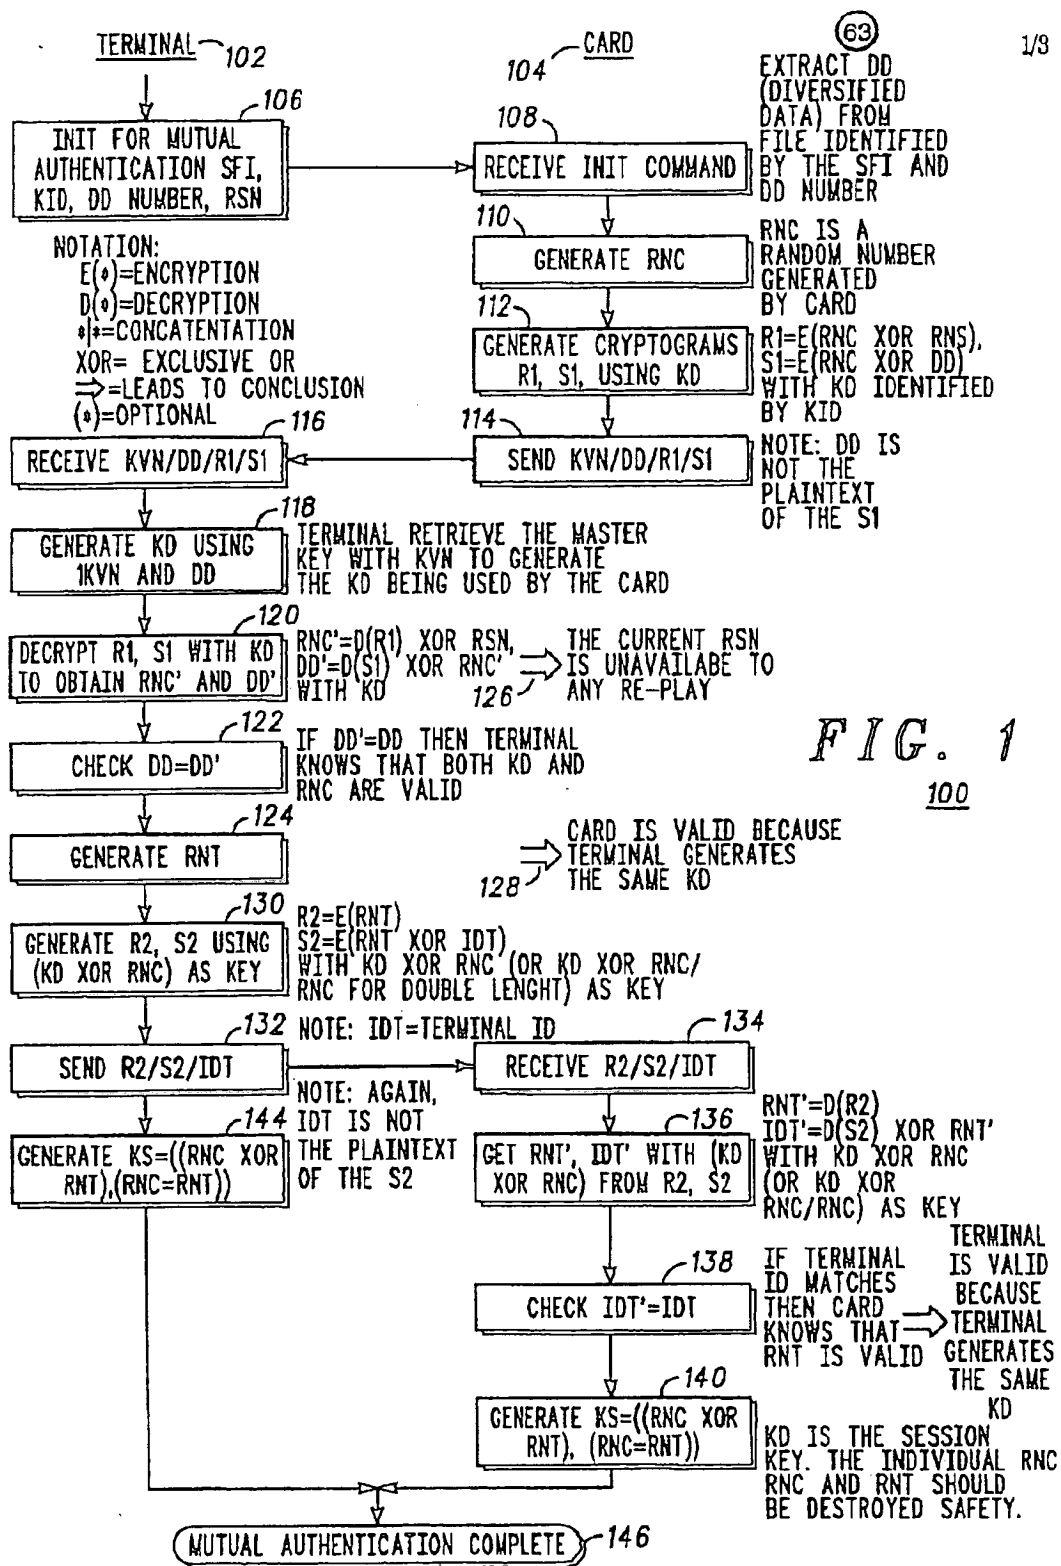 TERMINAL 102
104 CARD
63
1/3
EXTRACT DD
(DIVERSIFIED
DATA) FROM
FILE IDENTIFIED
BY THE SFI AND
DD NUMBER
106
INIT FOR MUTUAL
AUTHENTICATION SFI,
KID, DD NUMBER, RSN
108
RECEIVE INIT COMMAND
NOTATION:
E(*)=ENCRYPTION
D(*)=DECRYPTION
*|*=CONCATENTATION
XOR= EXCLUSIVE OR
⇒=LEADS TO CONCLUSION
(*)=OPTIONAL
110
GENERATE RNC
RNC IS A
RANDOM NUMBER
GENERATED
BY CARD
112
GENERATE CRYPTOGRAMS
R1, S1, USING KD
R1=E(RNC XOR RNS),
S1=E(RNC XOR DD)
WITH KD IDENTIFIED
BY KID
114
SEND KVN/DD/R1/S1
NOTE: DD IS
NOT THE
PLAINTEXT
OF THE S1
116
RECEIVE KVN/DD/R1/S1
118
GENERATE KD USING
1KVN AND DD
TERMINAL RETRIEVE THE MASTER
KEY WITH KVN TO GENERATE
THE KD BEING USED BY THE CARD
120
DECRYPT R1, S1 WITH KD
TO OBTAIN RNC' AND DD'
RNC'=D(R1) XOR RSN,
DD'=D(S1) XOR RNC'
WITH KD
126
THE CURRENT RSN
IS UNAVAILABE TO
ANY RE-PLAY
122
CHECK DD=DD'
IF DD'=DD THEN TERMINAL
KNOWS THAT BOTH KD AND
RNC ARE VALID
FIG. 1
100
124
GENERATE RNT
128
CARD IS VALID BECAUSE
TERMINAL GENERATES
THE SAME KD
130
GENERATE R2, S2 USING
(KD XOR RNC) AS KEY
R2=E(RNT)
S2=E(RNT XOR IDT)
WITH KD XOR RNC (OR KD XOR RNC/
RNC FOR DOUBLE LENGHT) AS KEY
132
SEND R2/S2/IDT
NOTE: IDT=TERMINAL ID
134
RECEIVE R2/S2/IDT
NOTE: AGAIN,
IDT IS NOT
THE PLAINTEXT
OF THE S2
144
GENERATE KS=((RNC XOR
RNT),(RNC=RNT))
136
GET RNT', IDT' WITH (KD
XOR RNC) FROM R2, S2
RNT'=D(R2)
IDT'=D(S2) XOR RNT'
WITH KD XOR RNC
(OR KD XOR
RNC/RNC) AS KEY
138
CHECK IDT'=IDT
IF TERMINAL
ID MATCHES
THEN CARD
KNOWS THAT
RNT IS VALID
TERMINAL
IS VALID
BECAUSE
TERMINAL
GENERATES
THE SAME
KD
140
GENERATE KS=((RNC XOR
RNT), (RNC=RNT))
KD IS THE SESSION
KEY. THE INDIVIDUAL RNC
RNC AND RNT SHOULD
BE DESTROYED SAFETY.
MUTUAL AUTHENTICATION COMPLETE 146